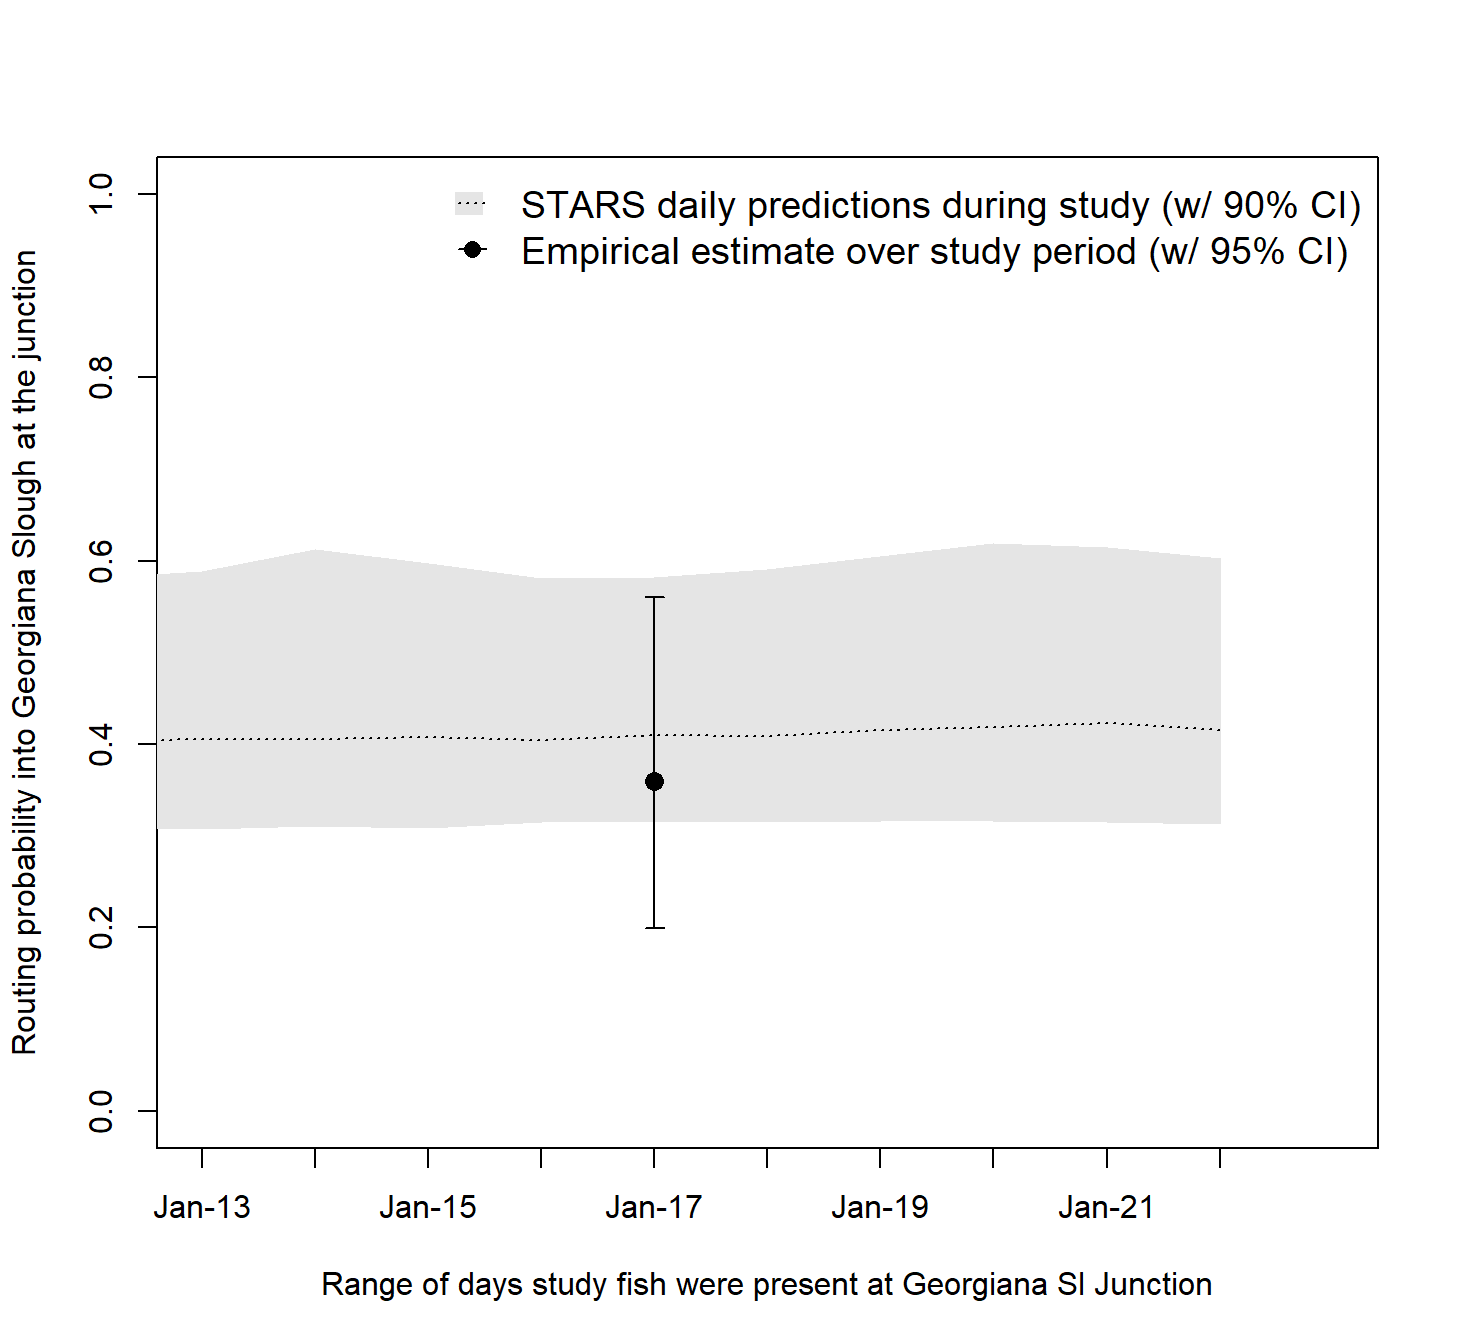 STARS daily predictions during study (w/ 90% CI)
Empirical estimate over study period (w/ 95% CI)
Routing probability into Georgiana Slough at the junction
1.0
0.8
0.6
0.4
0.2
0.0
Jan-13 Jan-15 Jan-17 Jan-19 Jan-21
Range of days study fish were present at Georgiana Sl Junction